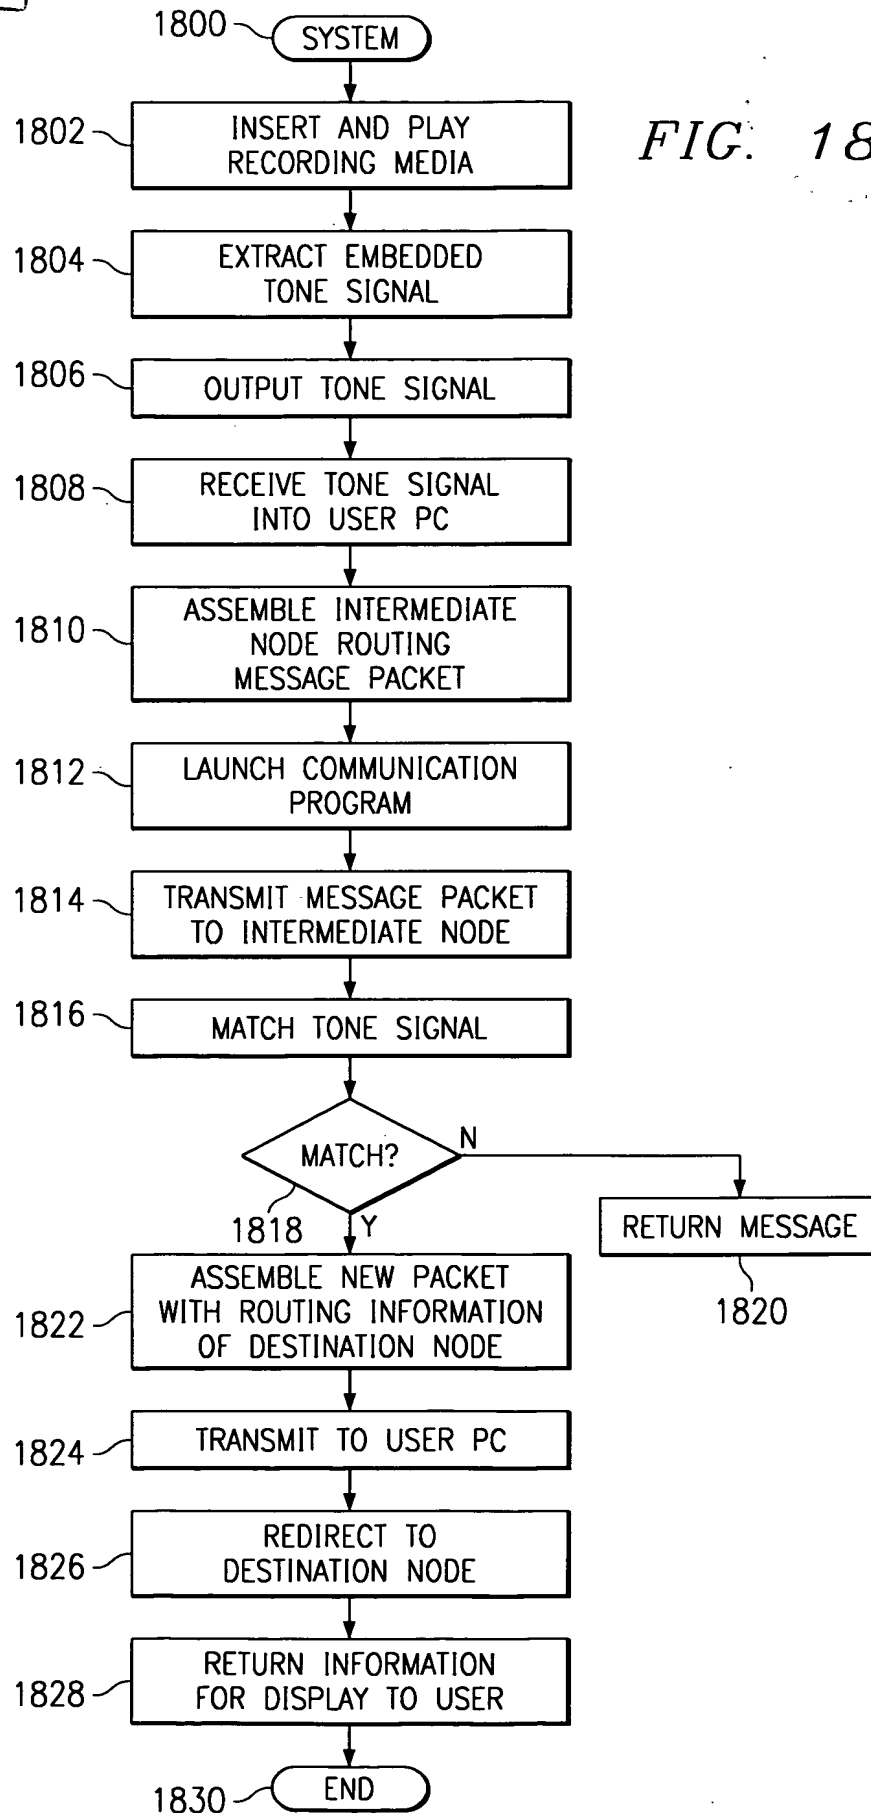 1800
SYSTEM
1802
INSERT AND PLAY
RECORDING MEDIA
FIG. 18
1804
EXTRACT EMBEDDED
TONE SIGNAL
1806
OUTPUT TONE SIGNAL
1808
RECEIVE TONE SIGNAL
INTO USER PC
1810
ASSEMBLE INTERMEDIATE
NODE ROUTING
MESSAGE PACKET
1812
LAUNCH COMMUNICATION
PROGRAM
1814
TRANSMIT MESSAGE PACKET
TO INTERMEDIATE NODE
1816
MATCH TONE SIGNAL
MATCH?
N
1818
Y
RETURN MESSAGE
1820
1822
ASSEMBLE NEW PACKET
WITH ROUTING INFORMATION
OF DESTINATION NODE
1824
TRANSMIT TO USER PC
1826
REDIRECT TO
DESTINATION NODE
1828
RETURN INFORMATION
FOR DISPLAY TO USER
1830
END